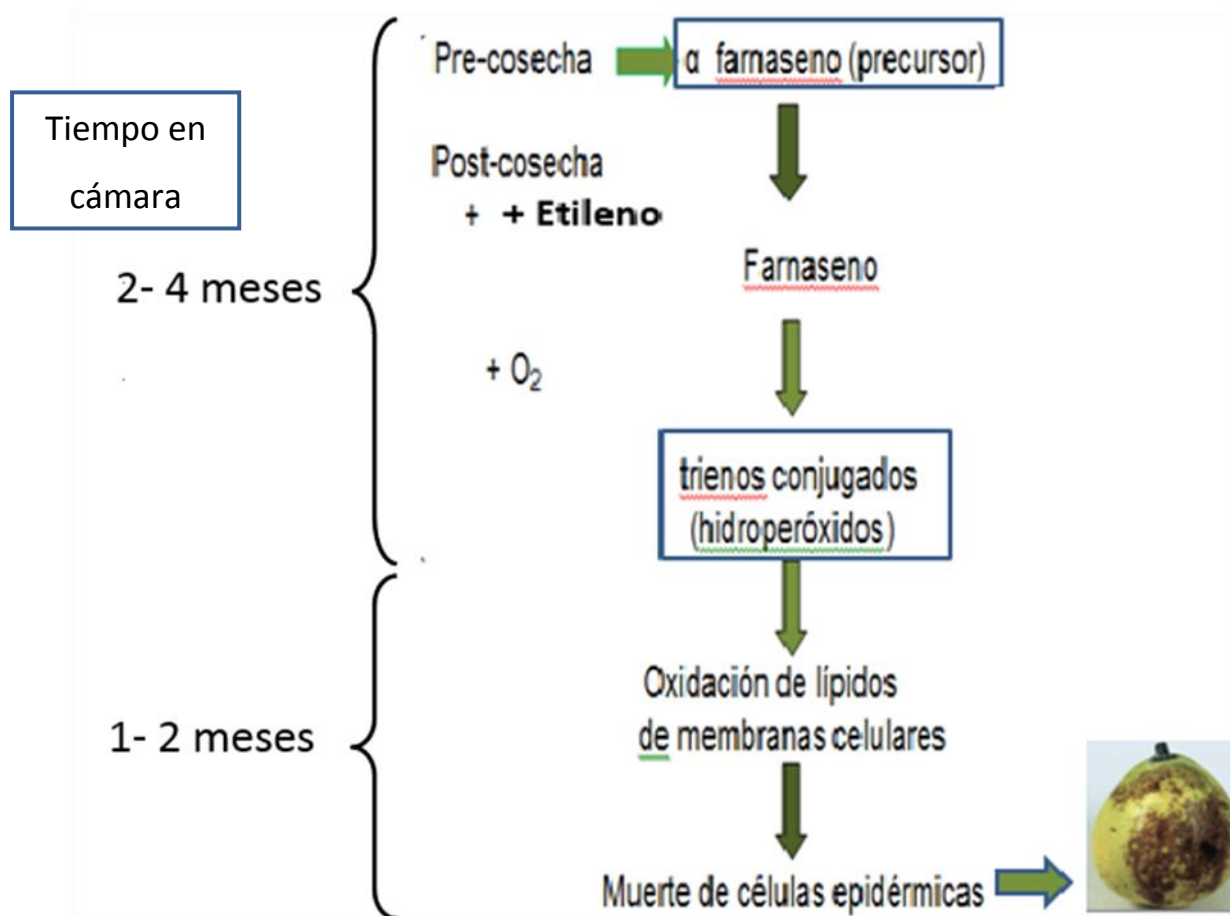 Pre-cosecha
α farnaseno (precursor)
Tiempo en
cámara
Post-cosecha
+ + Etileno
2- 4 meses
Farnaseno
+ O₂
trienos conjugados
(hidroperóxidos)
Oxidación de lípidos
de membranas celulares
1- 2 meses
Muerte de células epidérmicas